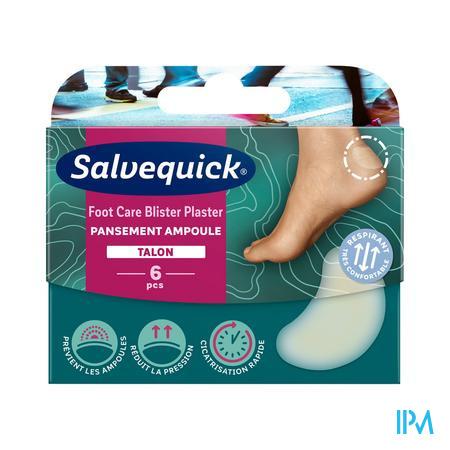 Salvequick®
Foot Care Blister Plaster
PANSEMENT AMPOULE
TALON
6
pcs
RESPIRANT
TRÈS CONFORTABLE
PRÉVIENT LES AMPOULES
RÉDUIT LA PRESSION
CICATRISATION RAPIDE
IPM